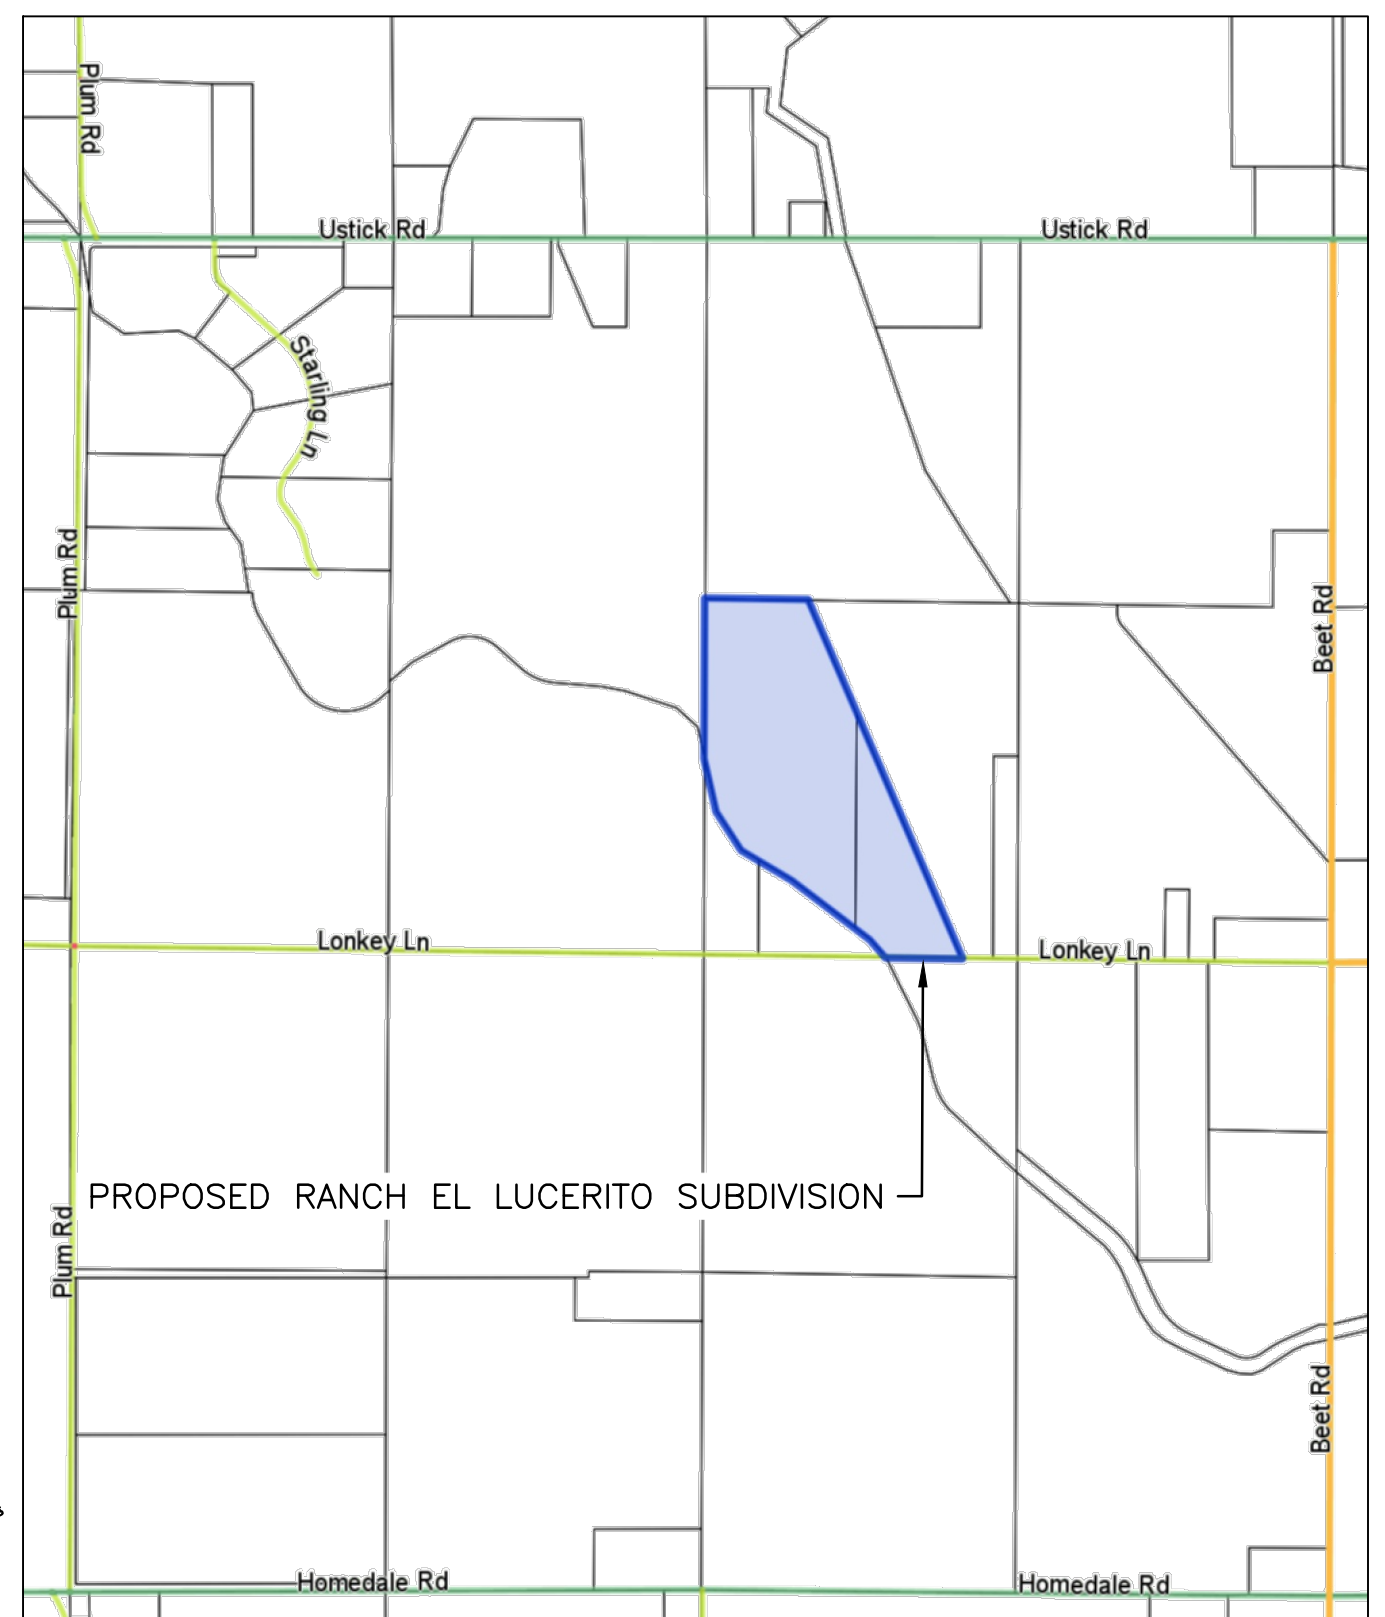 Plum Rd
Ustick Rd
Ustick Rd
Starling Ln
Plum Rd
Beet Rd
Lonkey Ln
Lonkey Ln
PROPOSED RANCH EL LUCERITO SUBDIVISION
Plum Rd
Beet Rd
Homedale Rd
Homedale Rd